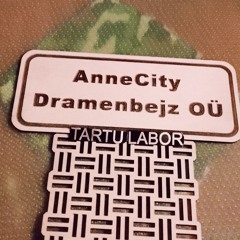 AnneCity
Dramenbejz OÜ
TARTU LABOR